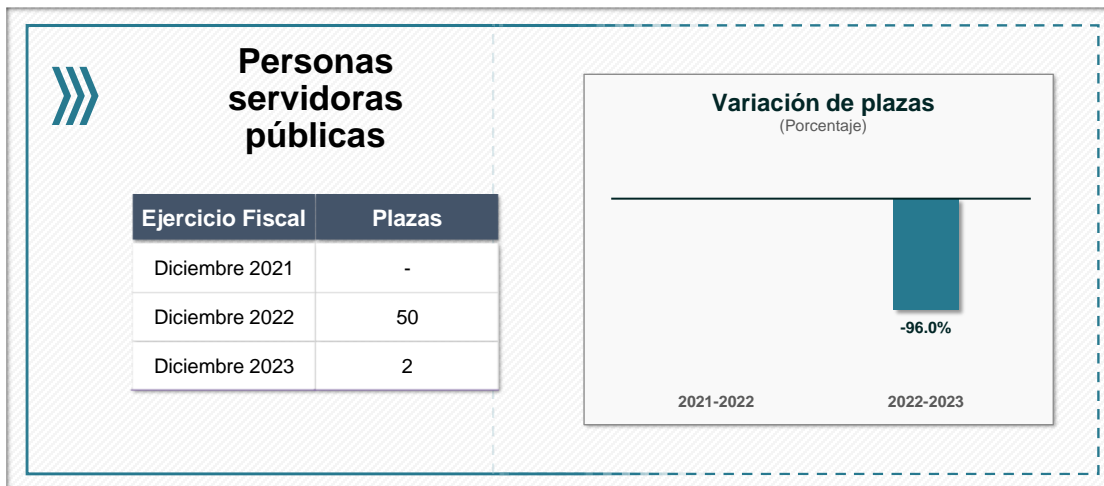 Personas
servidoras
públicas
Ejercicio Fiscal Plazas
Diciembre 2021 -
Diciembre 2022 50
Diciembre 2023 2
Variación de plazas
(Porcentaje)
-96.0%
2021-2022 2022-2023